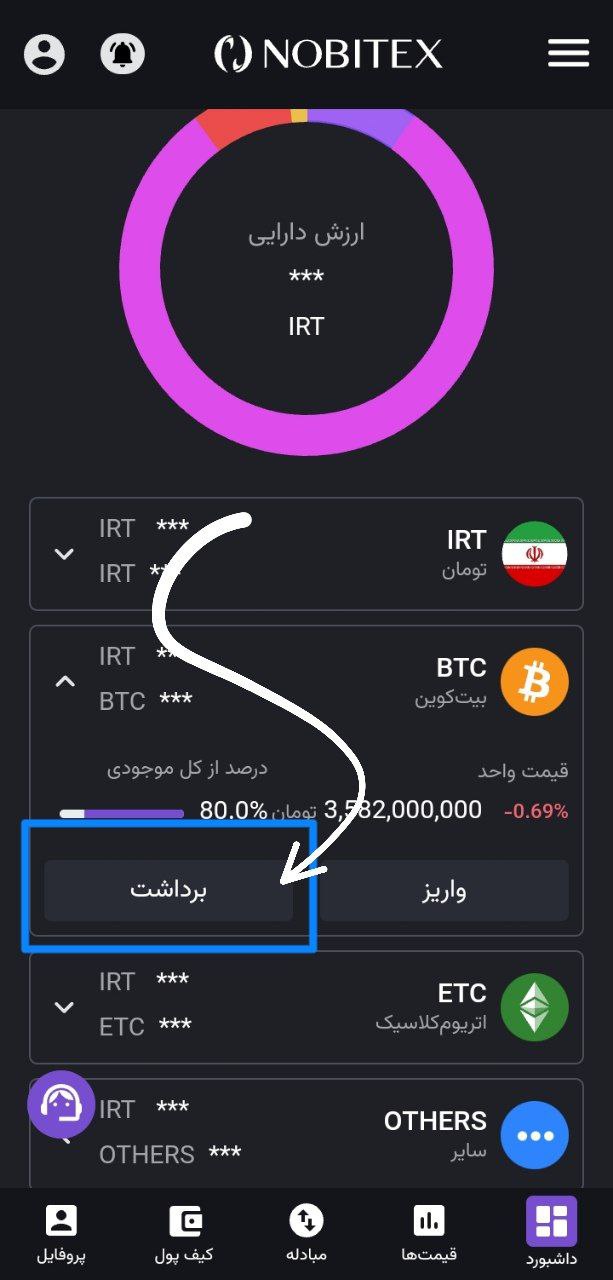 NOBITEX
ارزش دارایی
***
IRT
IRT
تومان
IRT ***
IRT ***
BTC
بیت‌کوین
IRT ***
BTC ***
قیمت واحد
درصد از کل موجودی
-0.69%
3,582,000,000 تومان
80.0%
واریز
برداشت
ETC
اتریوم‌کلاسیک
IRT ***
ETC ***
OTHERS
سایر
IRT ***
OTHERS ***
داشبورد
قیمت‌ها
مبادله
کیف پول
پروفایل